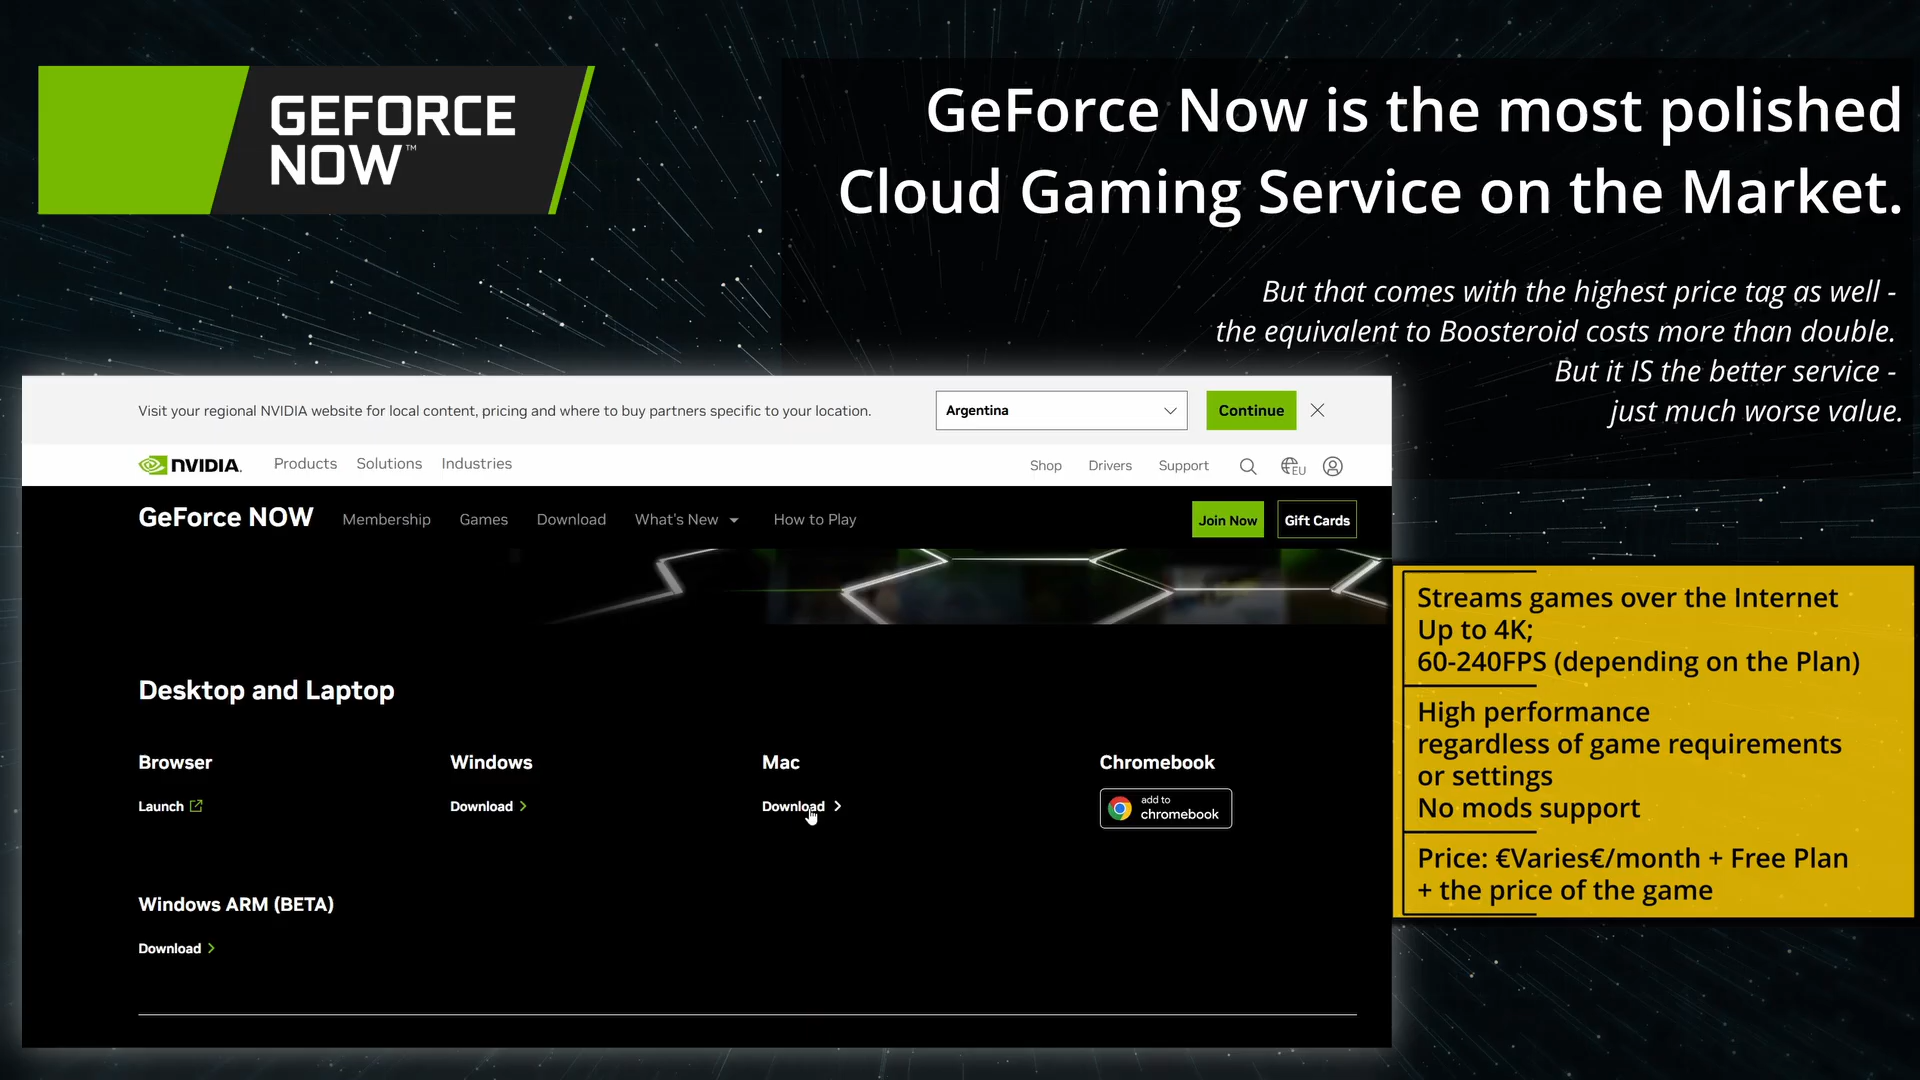 GEFORCE
NOW™
GeForce Now is the most polished
Cloud Gaming Service on the Market.
But that comes with the highest price tag as well -
the equivalent to Boosteroid costs more than double.
But it IS the better service -
just much worse value.
Visit your regional NVIDIA website for local content, pricing and where to buy partners specific to your location.
Argentina
Continue
NVIDIA.
Products
Solutions
Industries
Shop
Drivers
Support
EU
GeForce NOW
Membership
Games
Download
What's New
How to Play
Join Now
Gift Cards
Desktop and Laptop
Browser
Launch
Windows
Download
Mac
Download
Chromebook
add to
chromebook
Windows ARM (BETA)
Download
Streams games over the Internet
Up to 4K;
60-240FPS (depending on the Plan)
High performance
regardless of game requirements
or settings
No mods support
Price: €Varies€/month + Free Plan
+ the price of the game